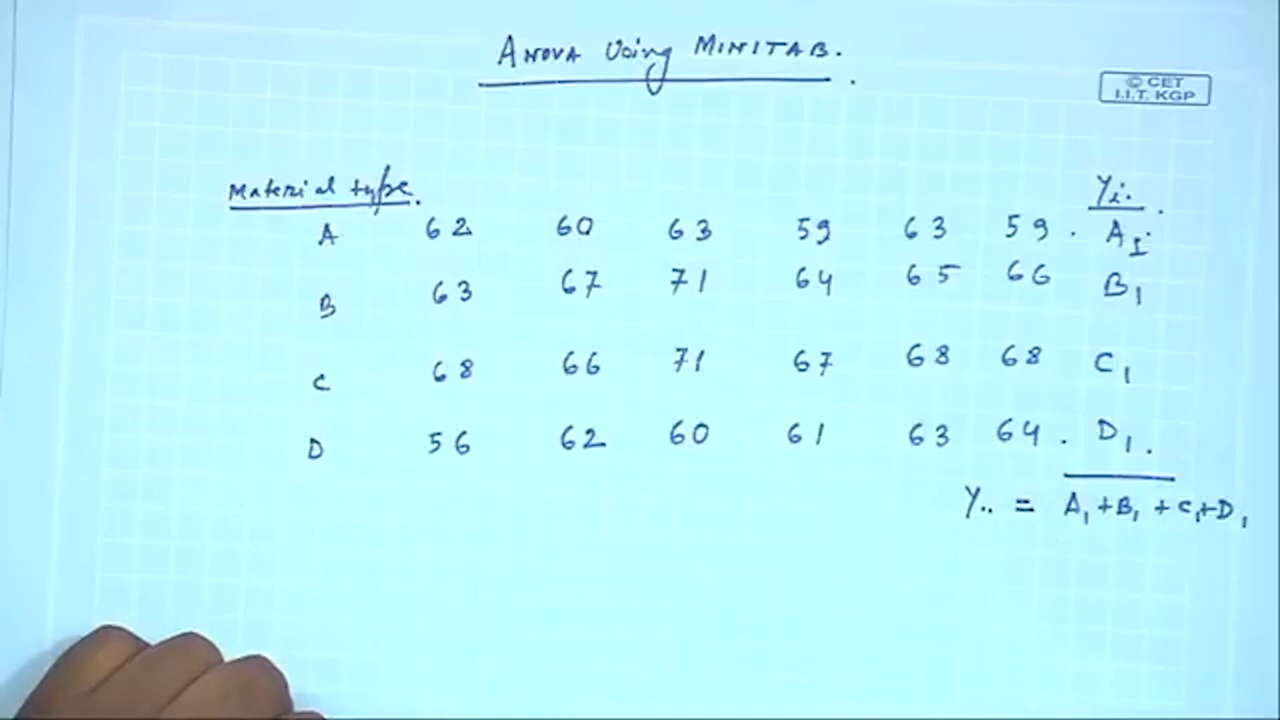 ANOVA Using MINITAB.
© CET
I.I.T. KGP
Material type. Yi. .
A 62 60 63 59 63 59 . A1.
B 63 67 71 64 65 66 B1
C 68 66 71 67 68 68 C1
D 56 62 60 61 63 64 . D1.
Y.. = A1 + B1 + C1 + D1